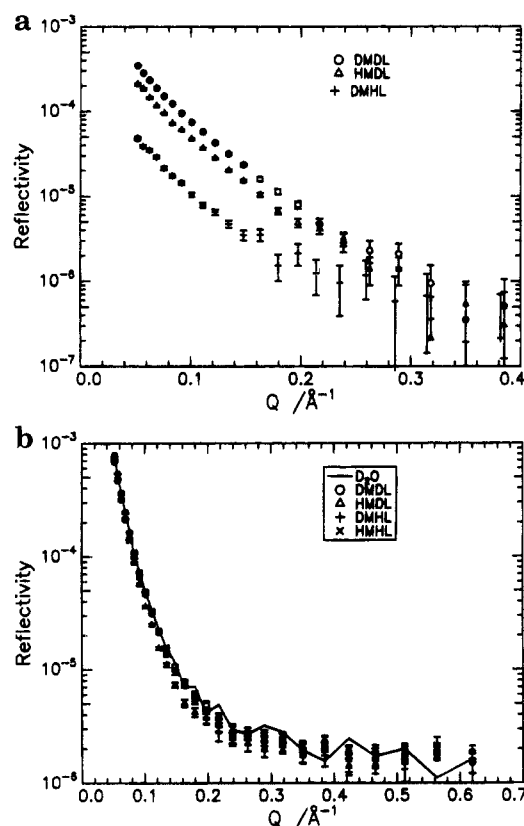 a
10⁻³
10⁻⁴
10⁻⁵
10⁻⁶
10⁻⁷
Reflectivity
DMDL
HMDL
DMHL
0.0 0.1 0.2 0.3 0.4
Q /Å⁻¹
b
10⁻³
10⁻⁴
10⁻⁵
10⁻⁶
Reflectivity
D₂O
DMDL
HMDL
DMHL
HMHL
0.0 0.1 0.2 0.3 0.4 0.5 0.6 0.7
Q /Å⁻¹